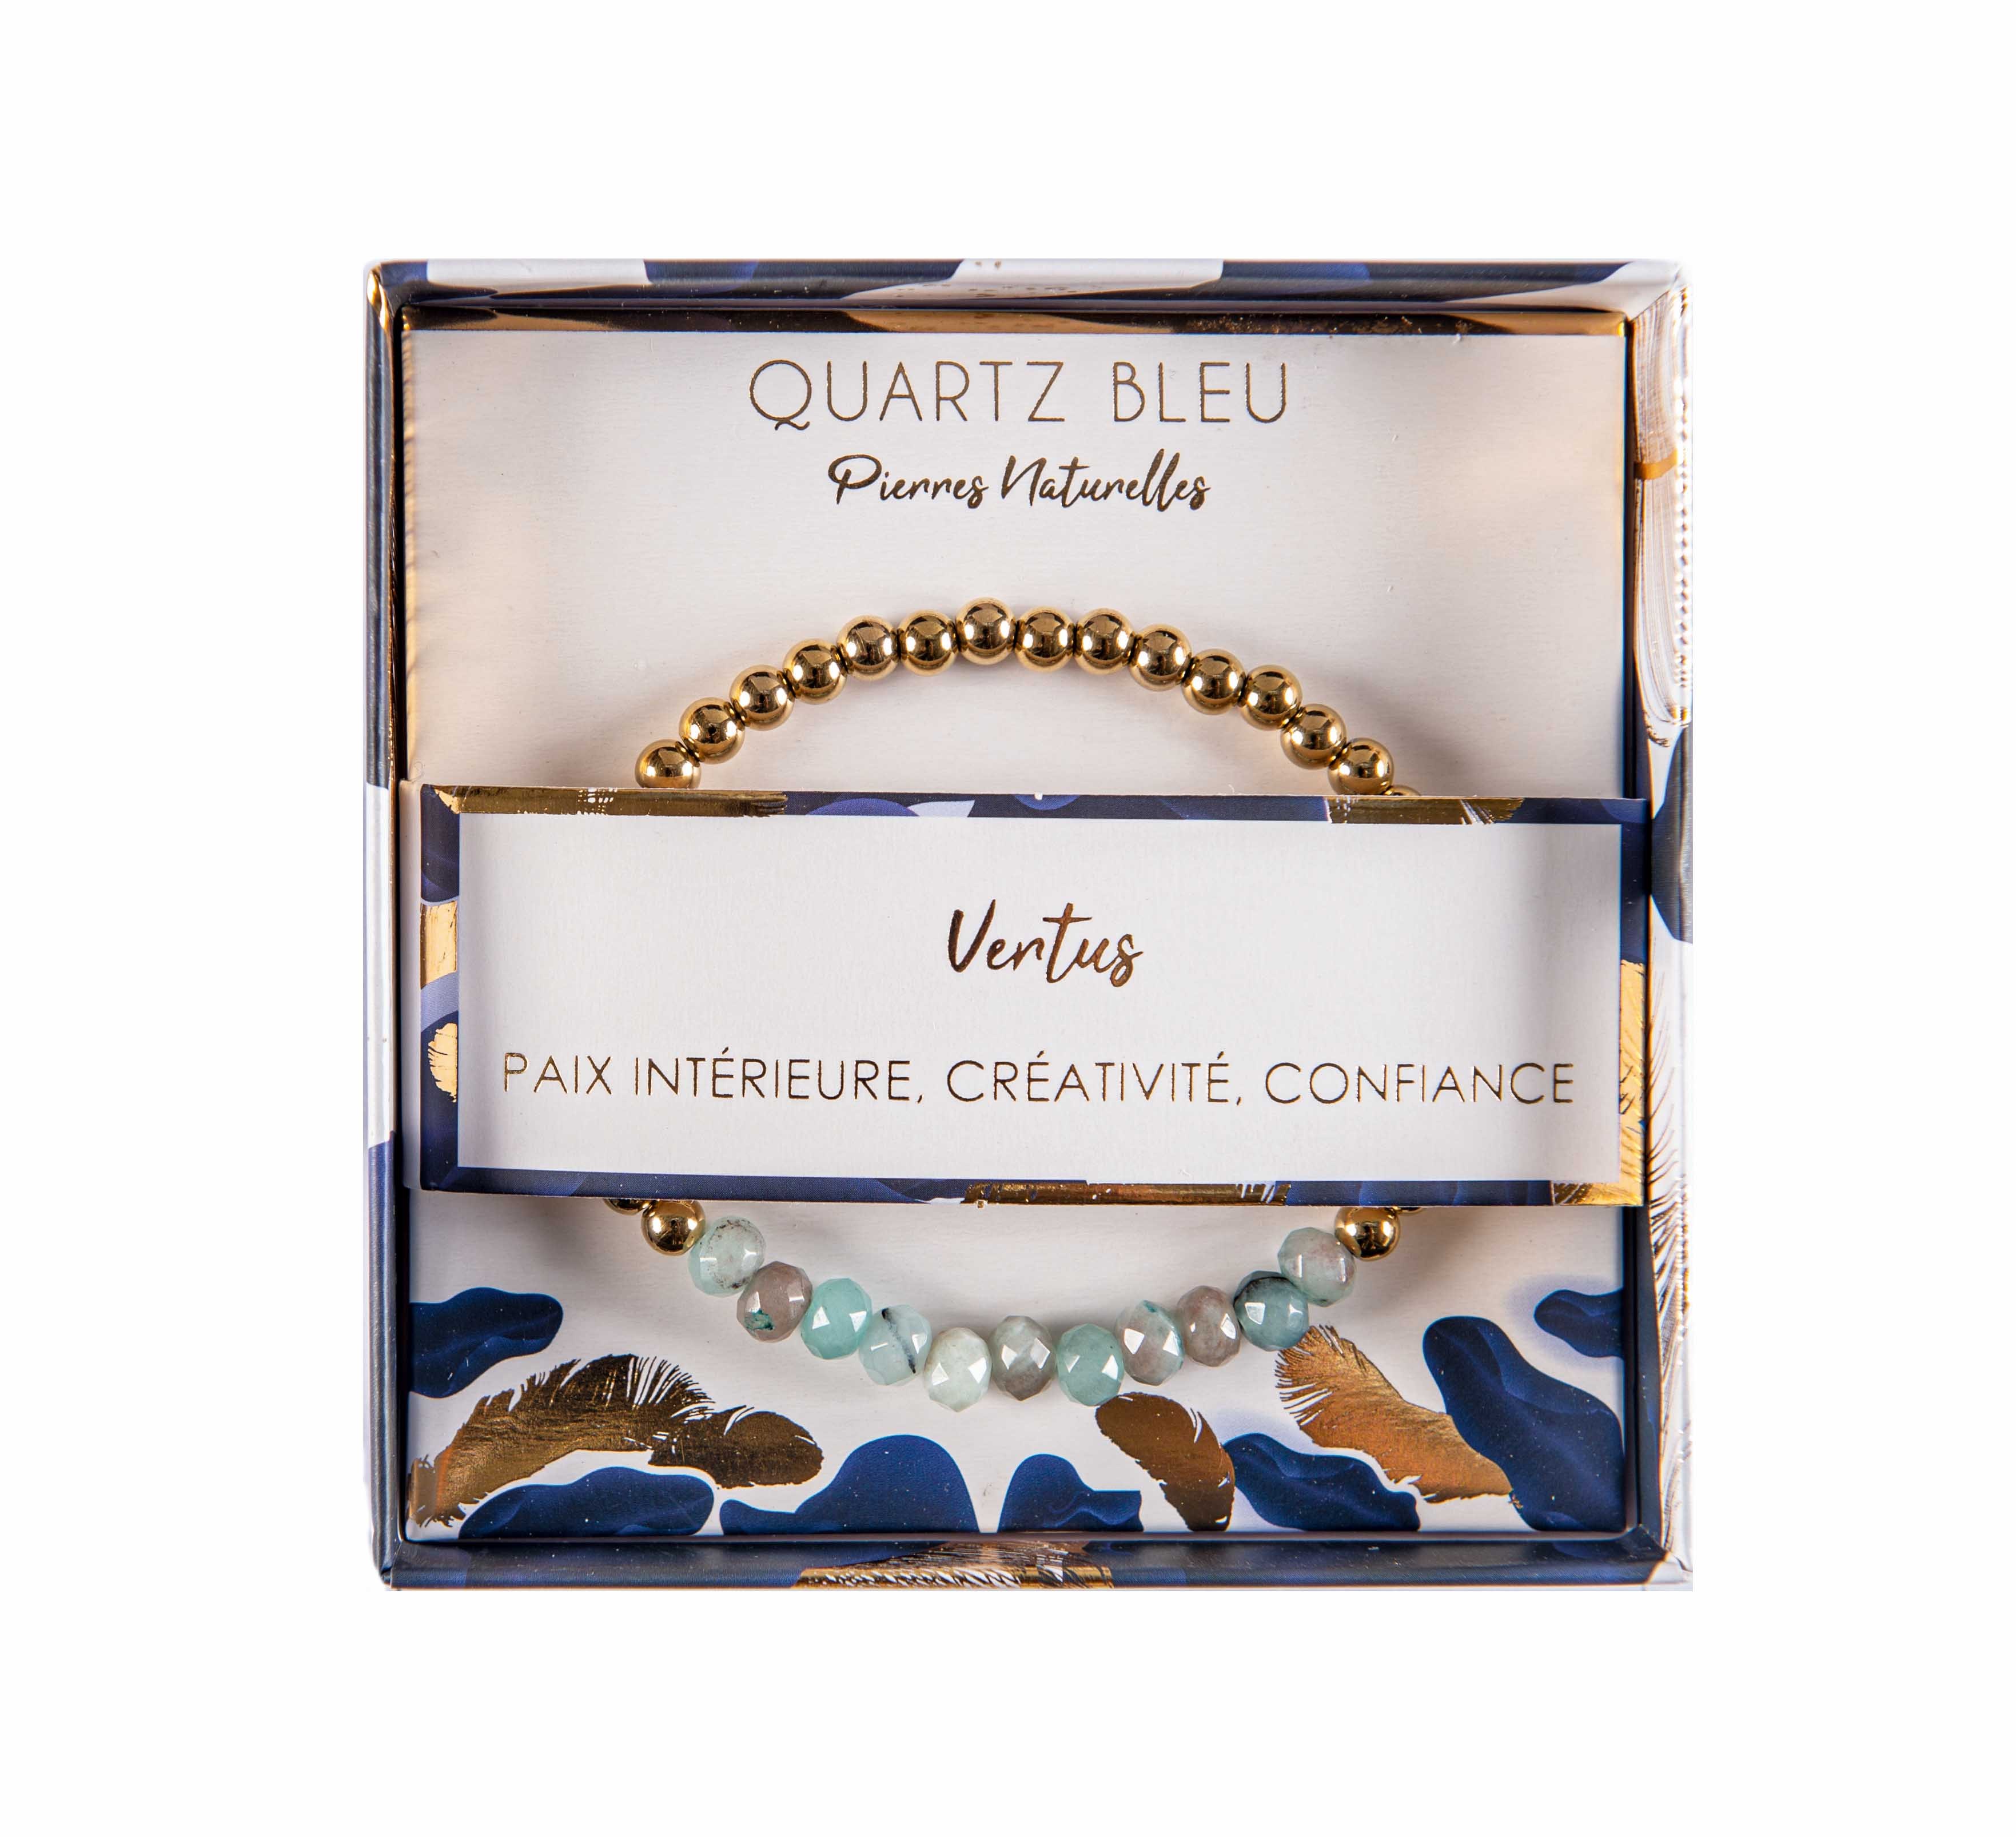 QUARTZ BLEU
Pierres Naturelles
Vertus
PAIX INTÉRIEURE, CRÉATIVITÉ, CONFIANCE